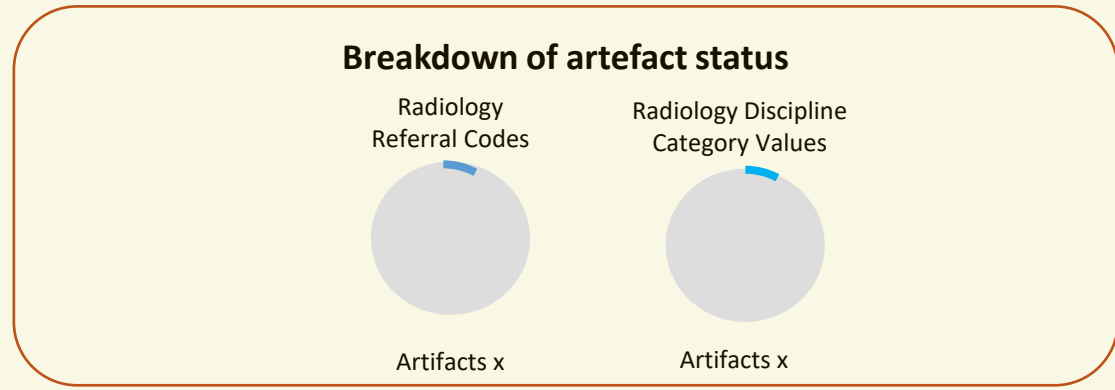 Breakdown of artefact status
Radiology
Referral Codes
Radiology Discipline
Category Values
Artifacts x
Artifacts x